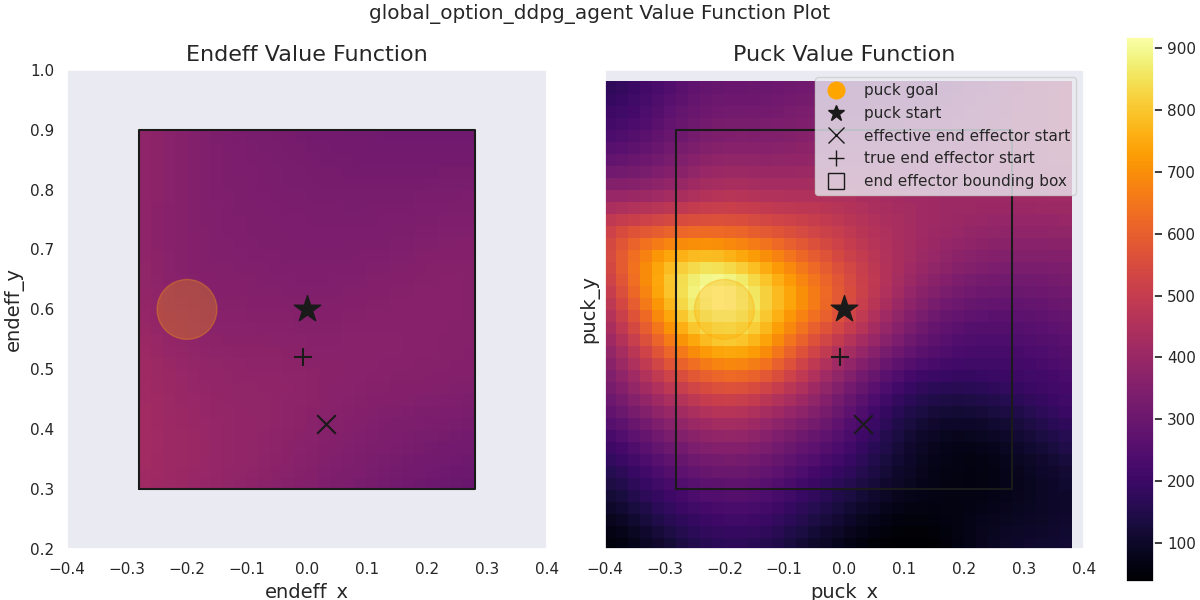 global_option_ddpg_agent Value Function Plot
Endeff Value Function
1.0
0.9
0.8
0.7
0.6
0.5
0.4
0.3
0.2
endeff_y
−0.4 −0.3 −0.2 −0.1 0.0 0.1 0.2 0.3 0.4
endeff_x
Puck Value Function
puck goal
puck start
effective end effector start
true end effector start
end effector bounding box
puck_y
−0.4 −0.3 −0.2 −0.1 0.0 0.1 0.2 0.3 0.4
puck_x
900
800
700
600
500
400
300
200
100